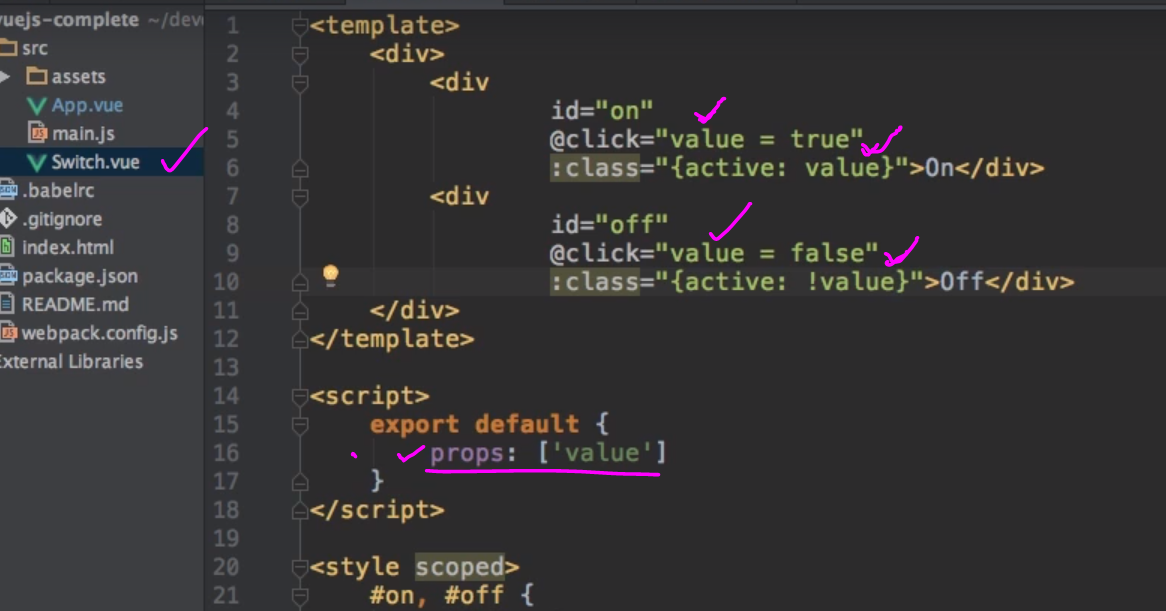 vuejs-complete ~/deve
src
assets
App.vue
main.js
Switch.vue
.babelrc
.gitignore
index.html
package.json
README.md
webpack.config.js
External Libraries
1 <template>
2 <div>
3 <div
4 id="on"
5 @click="value = true"
6 :class="{active: value}">On</div>
7 <div
8 id="off"
9 @click="value = false"
10 :class="{active: !value}">Off</div>
11 </div>
12 </template>
13
14 <script>
15 export default {
16 props: ['value']
17 }
18 </script>
19
20 <style scoped>
21 #on, #off {